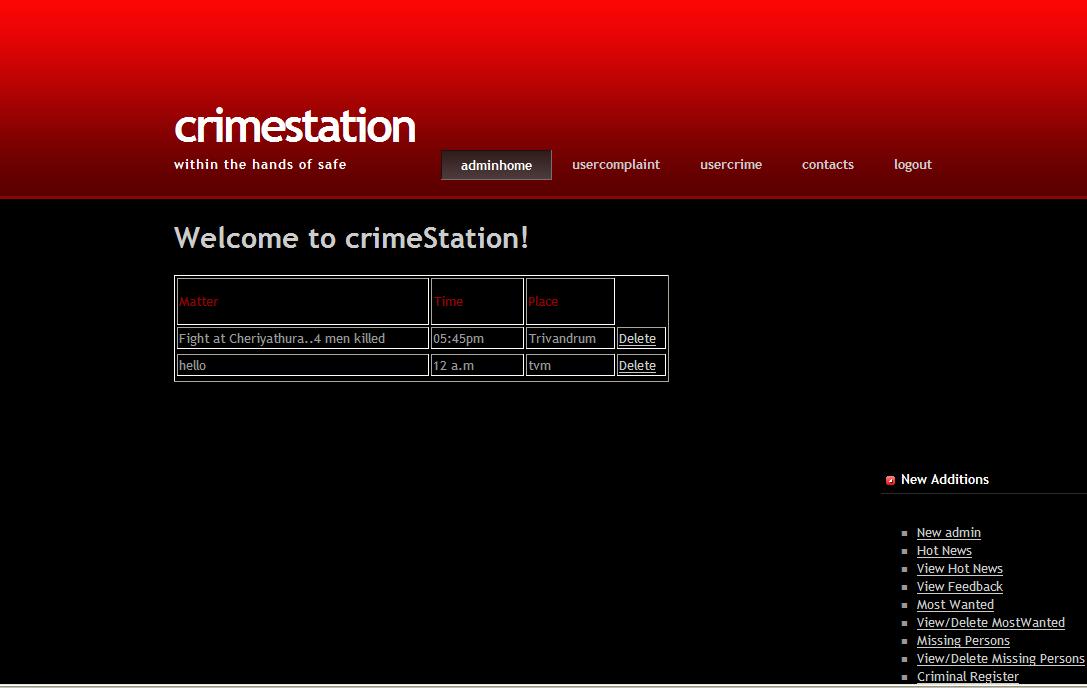 crimestation
within the hands of safe
adminhome usercomplaint usercrime contacts logout
Welcome to crimeStation!
Matter Time Place
Fight at Cheriyathura..4 men killed 05:45pm Trivandrum Delete
hello 12 a.m tvm Delete
New Additions
New admin
Hot News
View Hot News
View Feedback
Most Wanted
View/Delete MostWanted
Missing Persons
View/Delete Missing Persons
Criminal Register